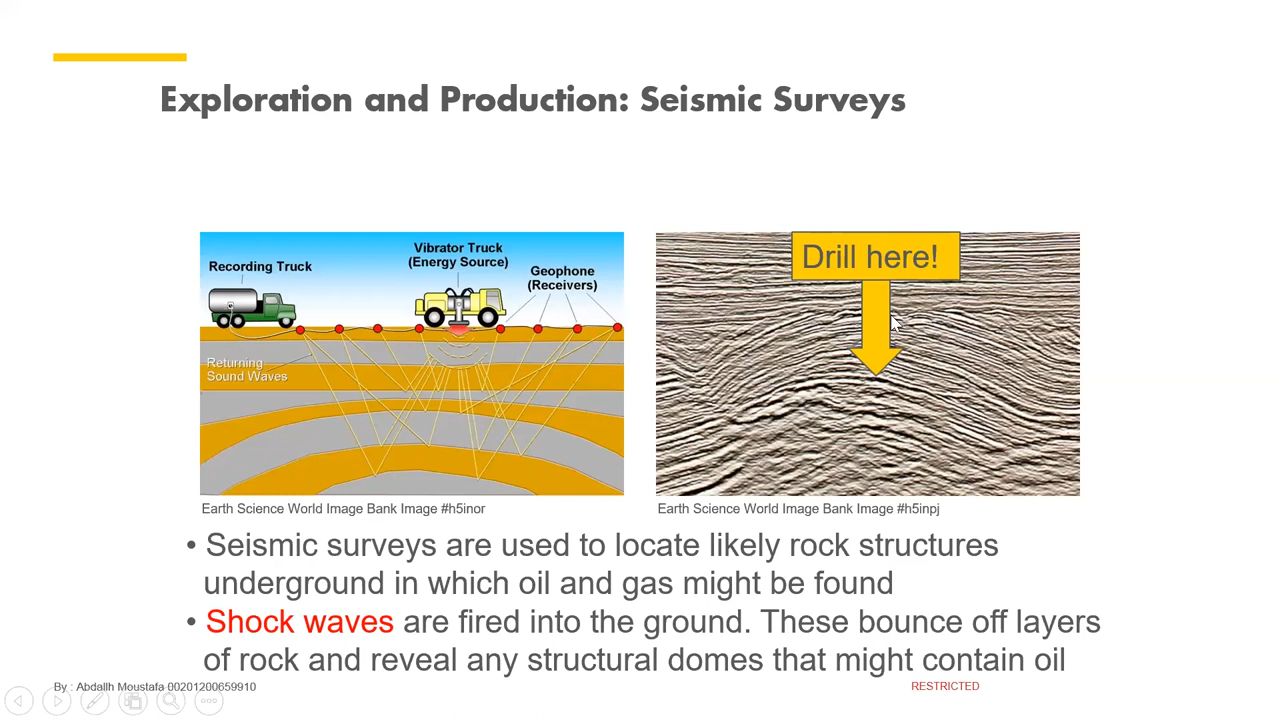 Exploration and Production: Seismic Surveys
Recording Truck
Vibrator Truck
(Energy Source)
Geophone
(Receivers)
Returning
Sound Waves
Drill here!
Earth Science World Image Bank Image #h5inor
Earth Science World Image Bank Image #h5inpj
• Seismic surveys are used to locate likely rock structures
underground in which oil and gas might be found
• Shock waves are fired into the ground. These bounce off layers
of rock and reveal any structural domes that might contain oil
By : Abdallh Moustafa 00201200659910
RESTRICTED